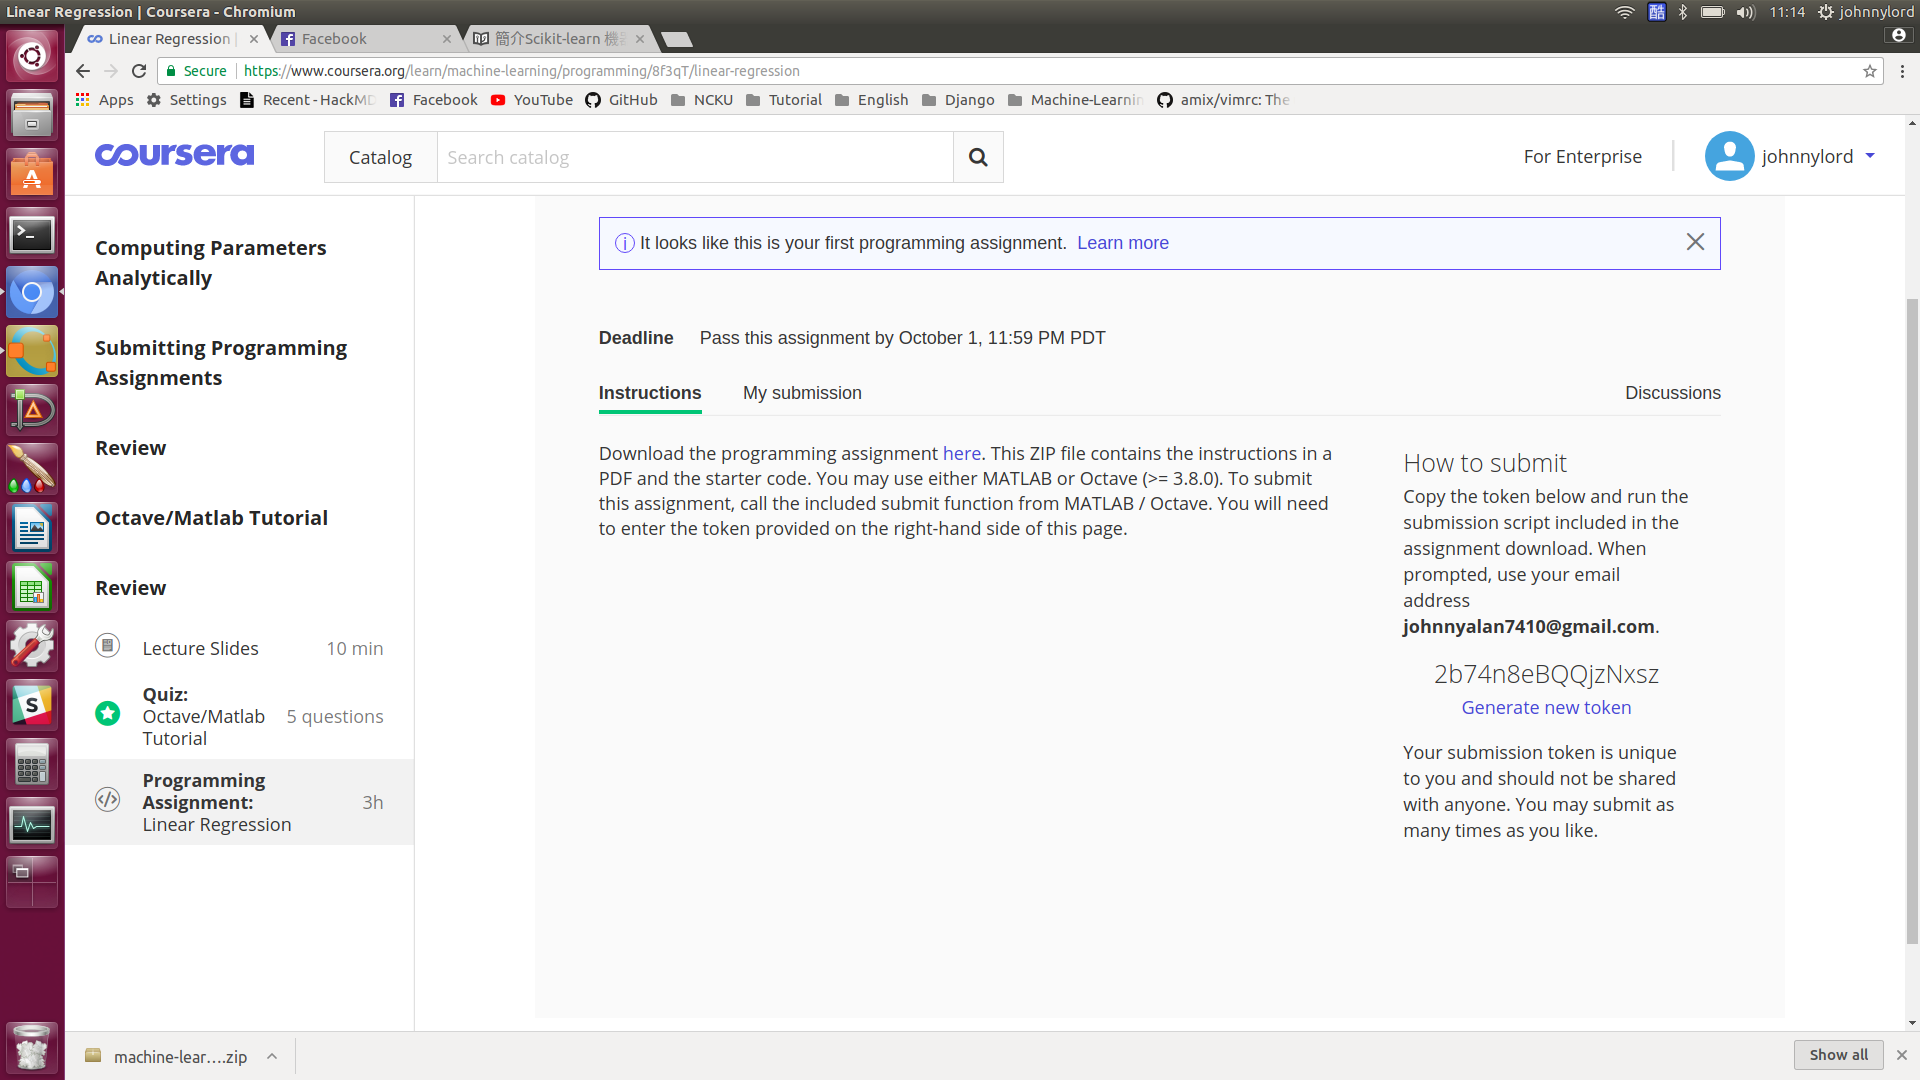 Linear Regression | Coursera - Chromium
酷
11:14
johnnylord
Linear Regression |
Facebook
簡介Scikit-learn 機
Secure
https://www.coursera.org/learn/machine-learning/programming/8f3qT/linear-regression
Apps
Settings
Recent - HackMD
Facebook
YouTube
GitHub
NCKU
Tutorial
English
Django
Machine-Learnin
amix/vimrc: The
coursera
Catalog
Search catalog
For Enterprise
johnnylord
Computing Parameters
Analytically
Submitting Programming
Assignments
Review
Octave/Matlab Tutorial
Review
Lecture Slides
10 min
Quiz:
Octave/Matlab
Tutorial
5 questions
Programming
Assignment:
Linear Regression
3h
It looks like this is your first programming assignment. Learn more
Deadline Pass this assignment by October 1, 11:59 PM PDT
Instructions
My submission
Discussions
Download the programming assignment here. This ZIP file contains the instructions in a
PDF and the starter code. You may use either MATLAB or Octave (>= 3.8.0). To submit
this assignment, call the included submit function from MATLAB / Octave. You will need
to enter the token provided on the right-hand side of this page.
How to submit
Copy the token below and run the
submission script included in the
assignment download. When
prompted, use your email
address
johnnyalan7410@gmail.com.
2b74n8eBQQjzNxsz
Generate new token
Your submission token is unique
to you and should not be shared
with anyone. You may submit as
many times as you like.
machine-lear....zip
Show all